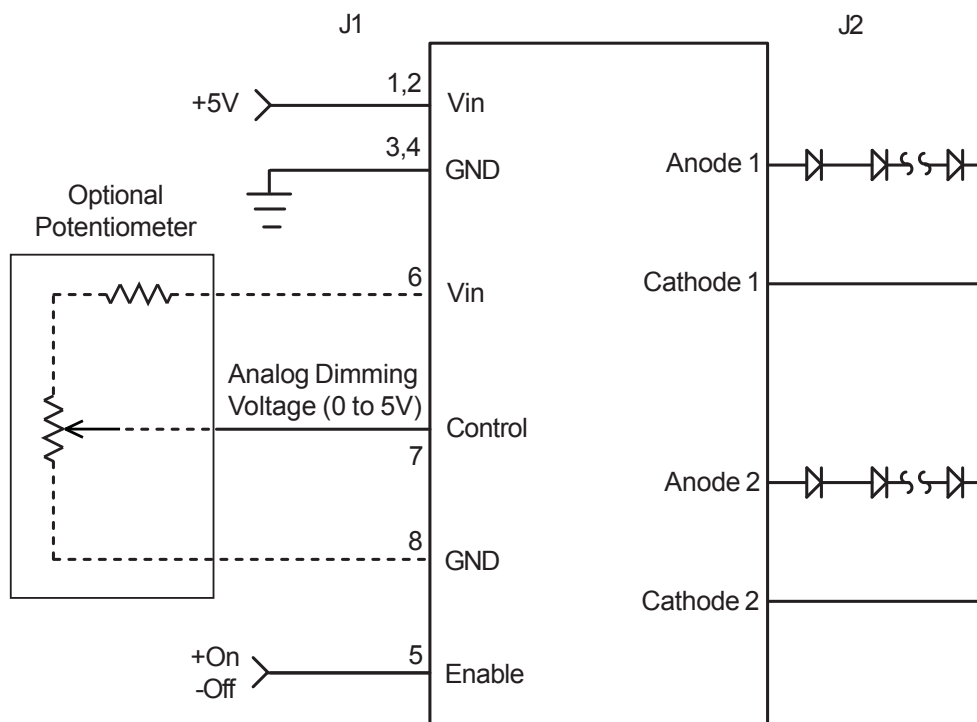 J1
J2
+5V
1,2
Vin
3,4
GND
Anode 1
Optional
Potentiometer
6
Vin
Cathode 1
Analog Dimming
Voltage (0 to 5V)
Control
7
Anode 2
8
GND
Cathode 2
+On
-Off
5
Enable